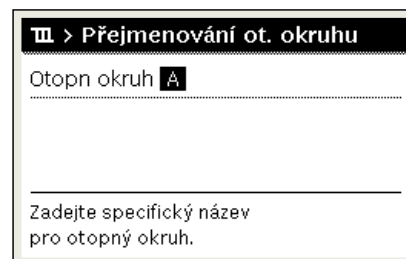 > Přejmenování ot. okruhu
Otopn okruh A
Zadejte specifický název
pro otopný okruh.